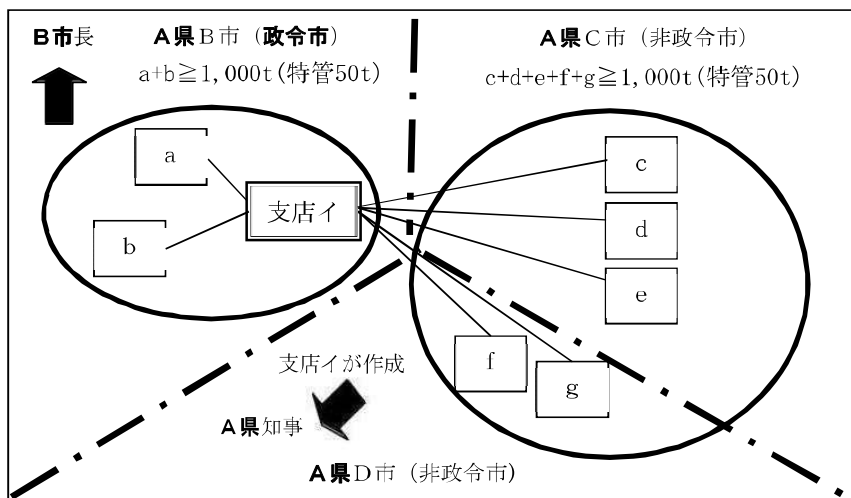 B市長
A県B市（政令市）
a+b≧1,000t(特管50t)
A県C市（非政令市）
c+d+e+f+g≧1,000t(特管50t)
a
b
支店イ
c
d
e
f
g
支店イが作成
A県知事
A県D市（非政令市）